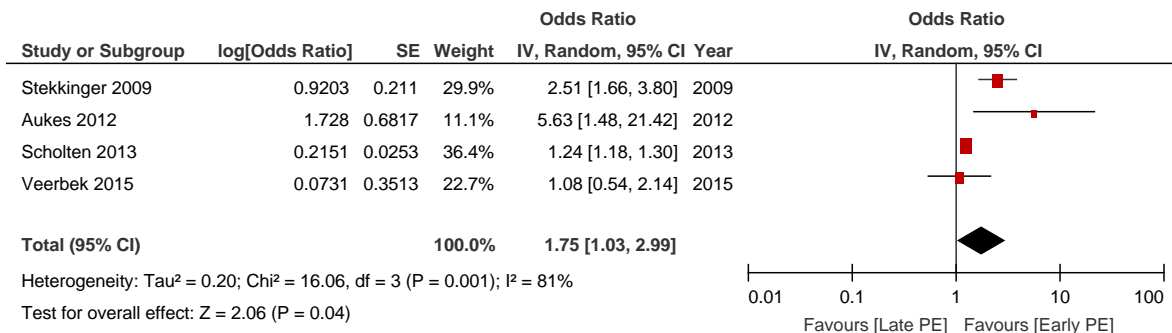 Odds Ratio Odds Ratio
Study or Subgroup log[Odds Ratio] SE Weight IV, Random, 95% CI Year IV, Random, 95% CI
Stekkinger 2009 0.9203 0.211 29.9% 2.51 [1.66, 3.80] 2009
Aukes 2012 1.728 0.6817 11.1% 5.63 [1.48, 21.42] 2012
Scholten 2013 0.2151 0.0253 36.4% 1.24 [1.18, 1.30] 2013
Veerbek 2015 0.0731 0.3513 22.7% 1.08 [0.54, 2.14] 2015
Total (95% CI) 100.0% 1.75 [1.03, 2.99]
Heterogeneity: Tau² = 0.20; Chi² = 16.06, df = 3 (P = 0.001); I² = 81%
Test for overall effect: Z = 2.06 (P = 0.04)
0.01 0.1 1 10 100
Favours [Late PE] Favours [Early PE]